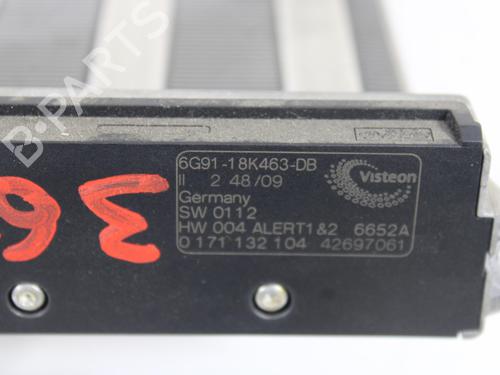 B-PARTS
6G91-18K463-DB
II 2 48/09
Germany
SW 0112
HW 004 ALERT1&2 6652A
0 171 132 104 42697061
Visteon
36